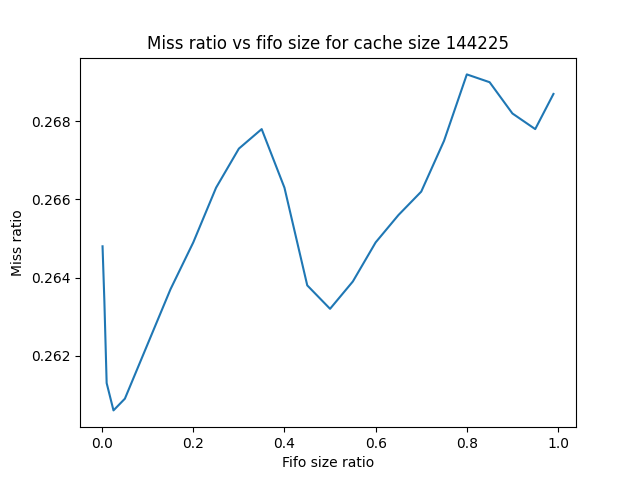 Miss ratio vs fifo size for cache size 144225
Miss ratio
0.268
0.266
0.264
0.262
0.0 0.2 0.4 0.6 0.8 1.0
Fifo size ratio